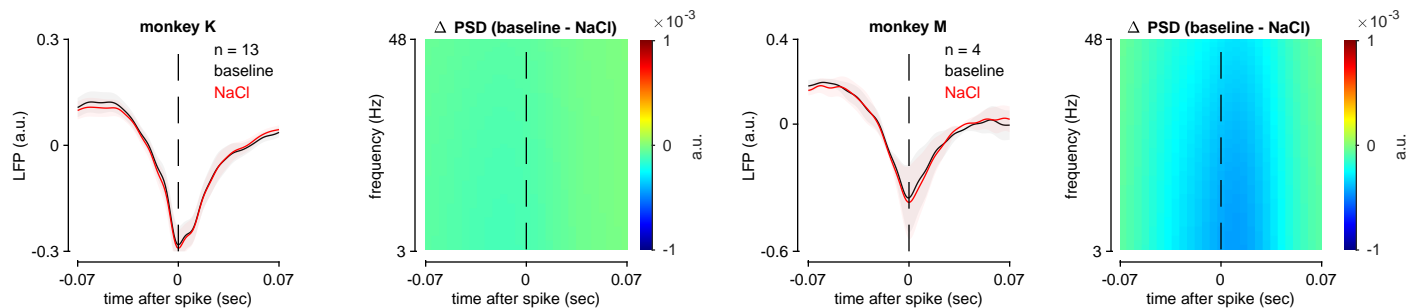 monkey K
0.3
0
-0.3
LFP (a.u.)
n = 13
baseline
NaCl
-0.07
0
0.07
time after spike (sec)
Δ PSD (baseline - NaCl)
48
3
frequency (Hz)
-0.07
0
0.07
time after spike (sec)
×10⁻³
1
0
-1
a.u.
monkey M
0.4
0
-0.6
LFP (a.u.)
n = 4
baseline
NaCl
-0.07
0
0.07
time after spike (sec)
Δ PSD (baseline - NaCl)
48
3
frequency (Hz)
-0.07
0
0.07
time after spike (sec)
×10⁻³
1
0
-1
a.u.